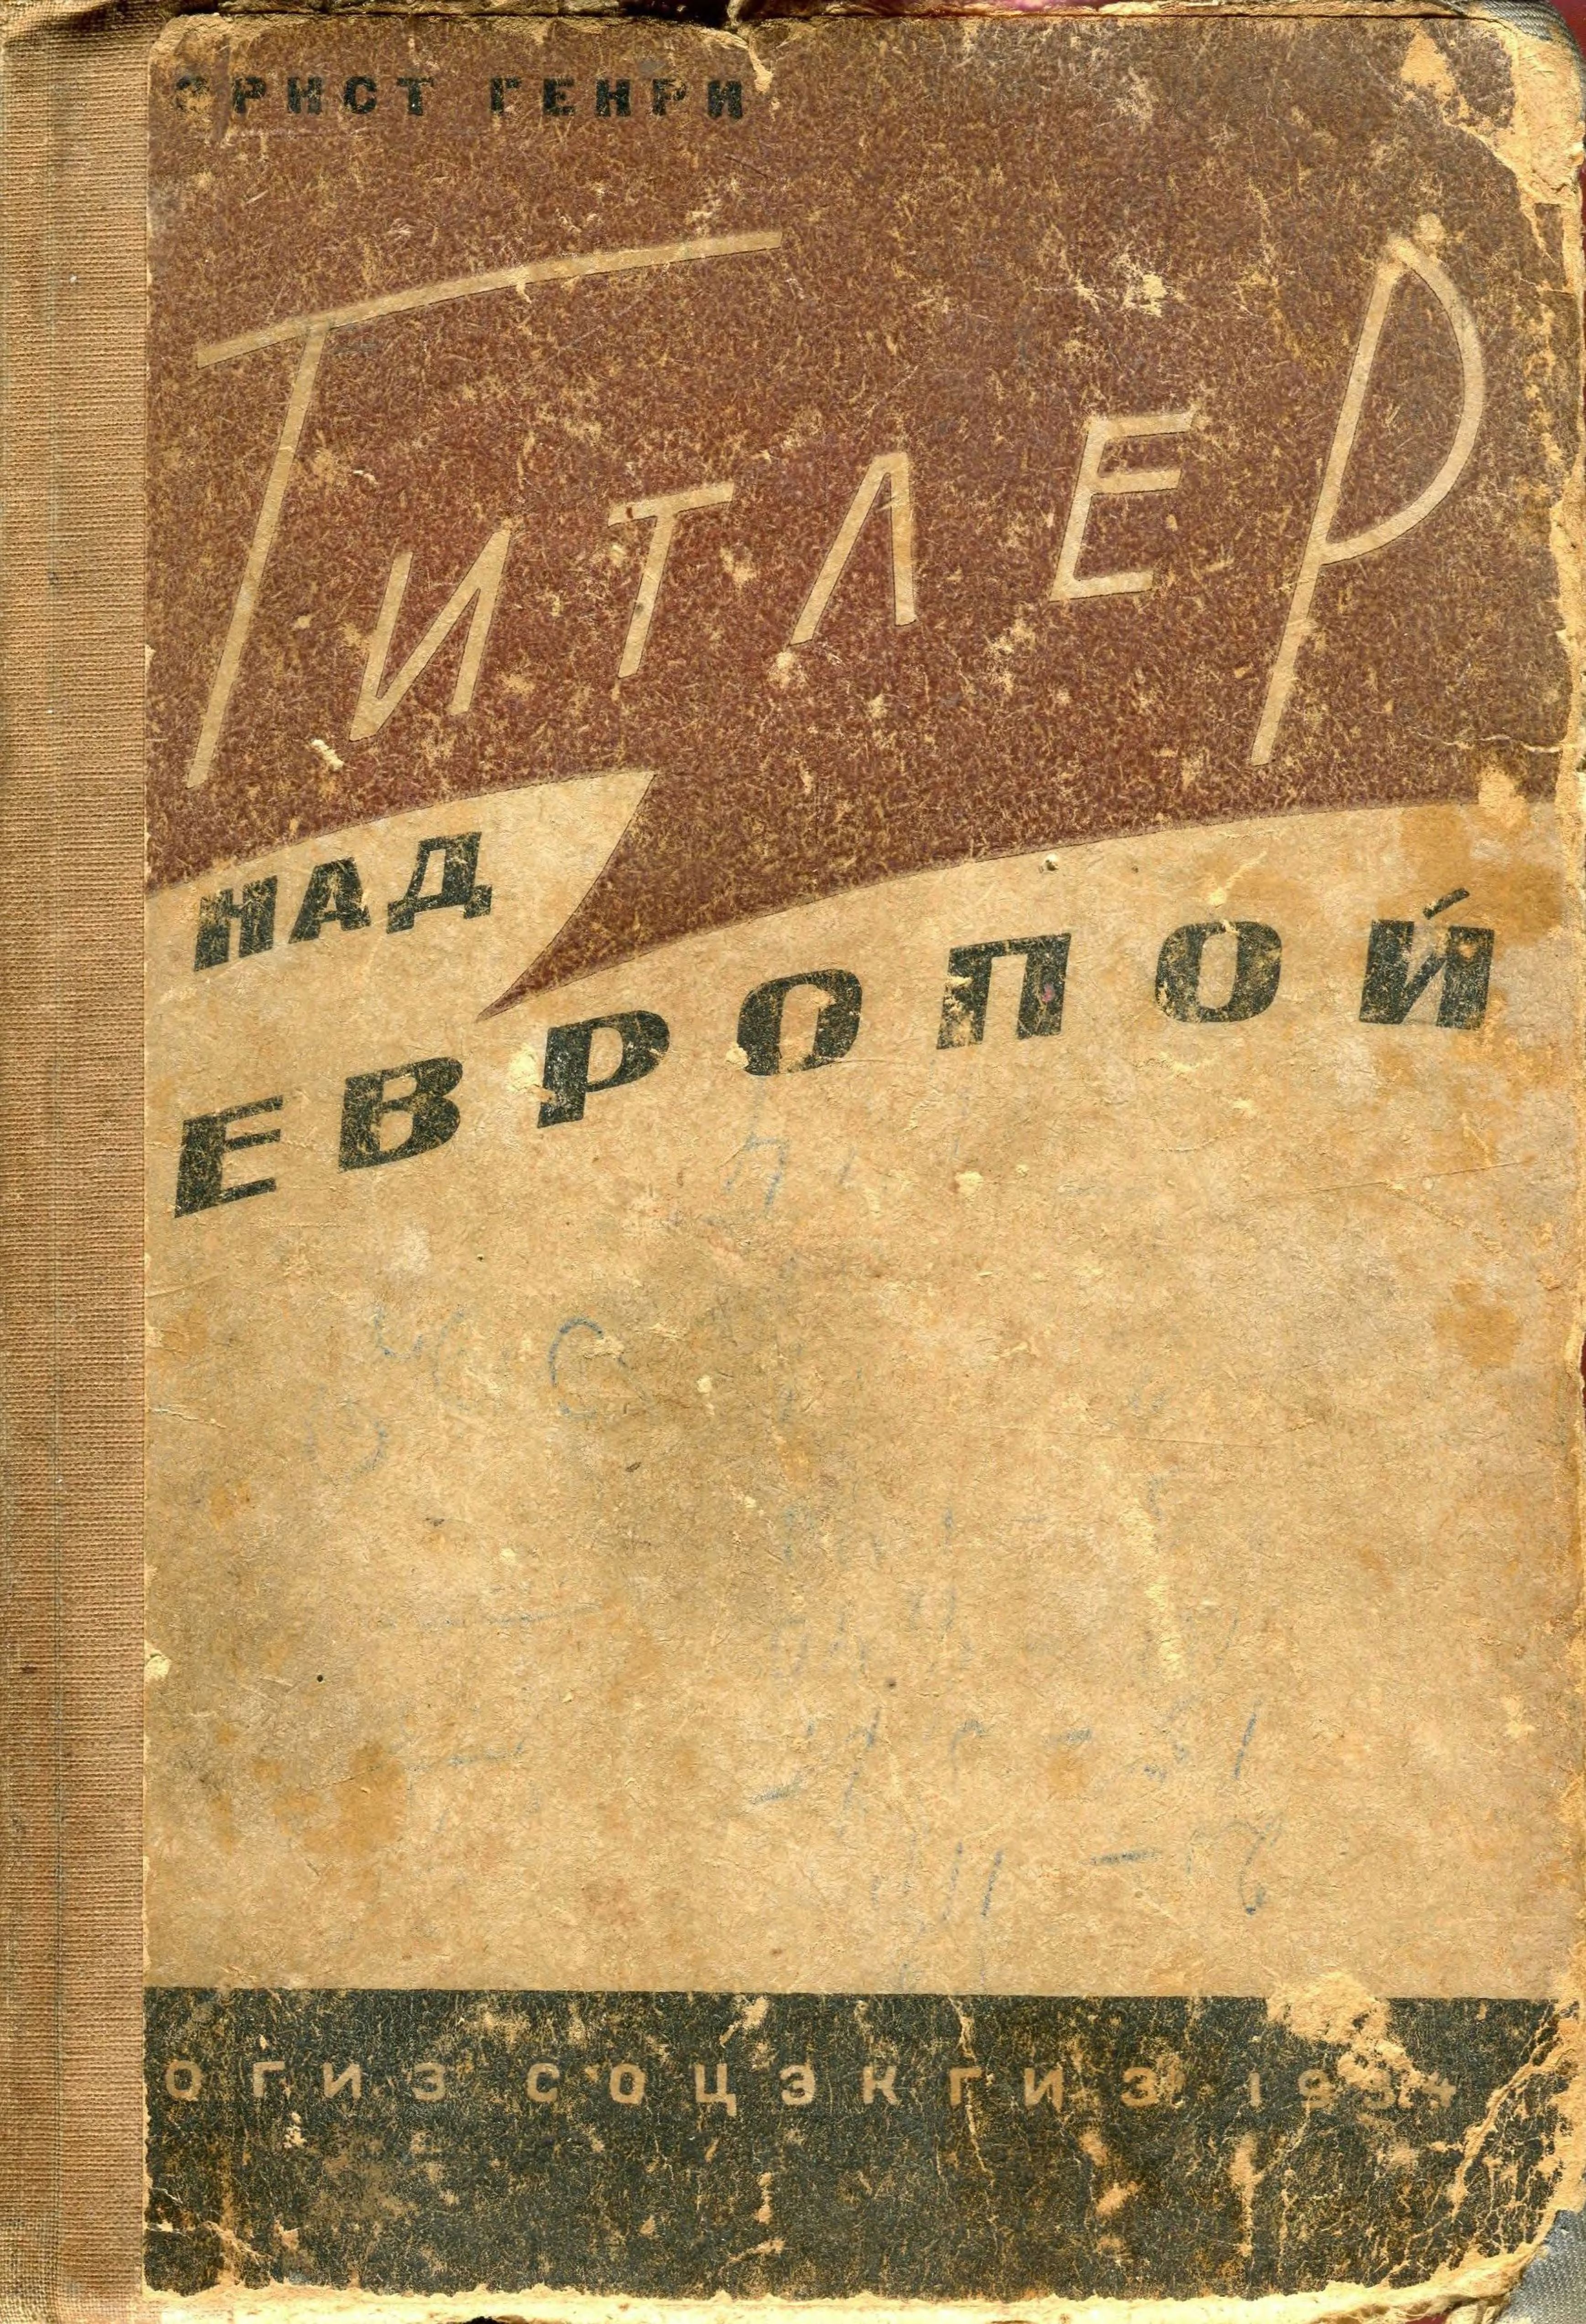 ЭРНСТ ГЕНРИ
ГИТЛЕР
НАД
ЕВРОПОЙ
ОГИЗ СОЦЭКГИЗ 1934